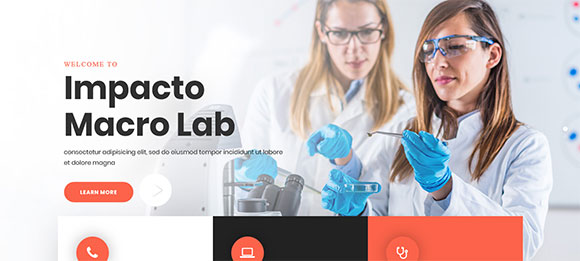 WELCOME TO
Impacto
Macro Lab
consectetur adipisicing elit, sed do eiusmod tempor incididunt ut labore
et dolore magna
LEARN MORE